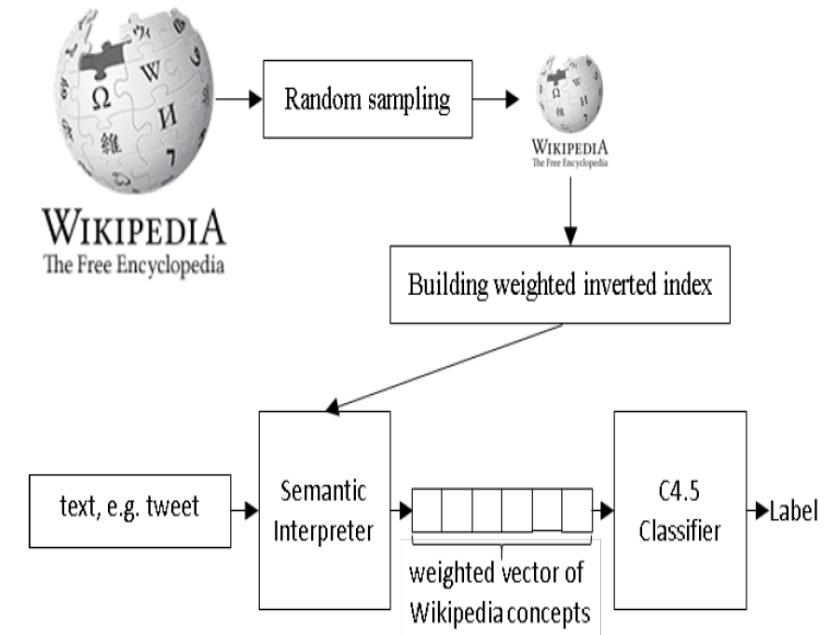 WIKIPEDIA
The Free Encyclopedia
Random sampling
WIKIPEDIA
The Free Encyclopedia
Building weighted inverted index
text, e.g. tweet
Semantic
Interpreter
weighted vector of
Wikipedia concepts
C4.5
Classifier
Label